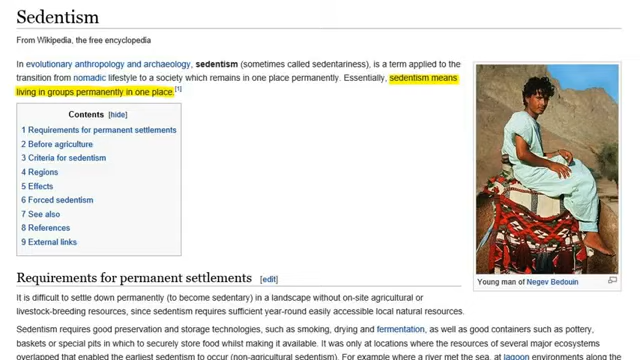 Sedentism
From Wikipedia, the free encyclopedia
In evolutionary anthropology and archaeology, sedentism (sometimes called sedentariness), is a term applied to the
transition from nomadic lifestyle to a society which remains in one place permanently. Essentially, sedentism means
living in groups permanently in one place.[1]
Contents [hide]
1 Requirements for permanent settlements
2 Before agriculture
3 Criteria for sedentism
4 Regions
5 Effects
6 Forced sedentism
7 See also
8 References
9 External links
Young man of Negev Bedouin
Requirements for permanent settlements [edit]
It is difficult to settle down permanently (to become sedentary) in a landscape without on-site agricultural or
livestock-breeding resources, since sedentism requires sufficient year-round easily accessible local natural resources.
Sedentism requires good preservation and storage technologies, such as smoking, drying and fermentation, as well as good containers such as pottery,
baskets or special pits in which to securely store food whilst making it available. It was only at locations where the resources of several major ecosystems
overlapped that enabled the earliest sedentism to occur (non-agricultural sedentism). For example where a river met the sea, at lagoon environments along the